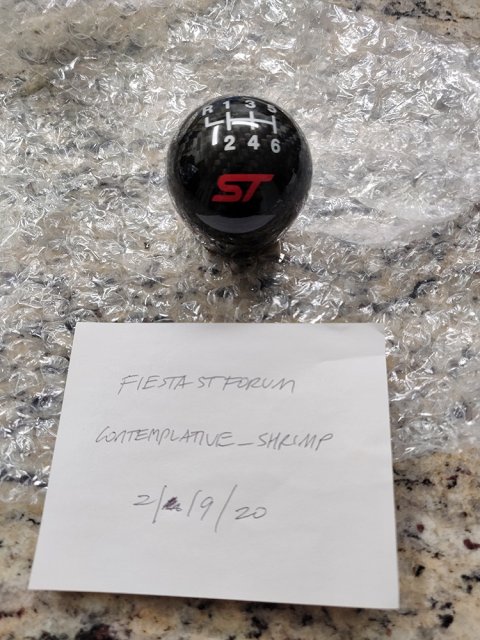 R 1 3 5
2 4 6
ST
FIESTA ST FORUM
CONTEMPLATIVE_SHRIMP
2/9/20